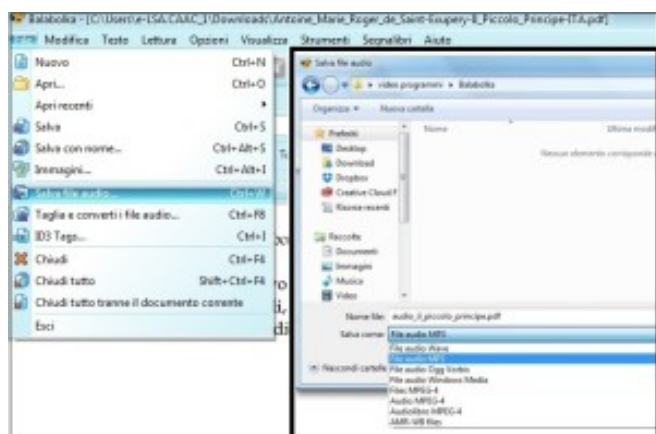 Balabolka - [C:\Users\e-LSA.CAAC_1\Downloads\Antoine_Marie_Roger_de_Saint-Exupery-Il_Piccolo_Principe-ITA.pdf]
Modifica Testo Lettura Opzioni Visualizza Strumenti Segnalibri Aiuto
Nuovo Ctrl+N
Apri... Ctrl+O
Apri recenti
Salva Ctrl+S
Salva con nome... Ctrl+Alt+S
Immagini... Ctrl+Alt+I
Salva file audio... Ctrl+W
Taglia e converti i file audio... Ctrl+F8
ID3 Tags... Ctrl+J
Chiudi Ctrl+F4
Chiudi tutto Shift+Ctrl+F4
Chiudi tutto tranne il documento corrente
Esci
Salva file audio
video programmi Balabolka
Organizza Nuova cartella
Preferiti
Desktop
Download
Dropbox
Creative Cloud F
Risorse recenti
Raccolte
Documenti
Immagini
Musica
Video
Nome Ultima modif
Nessun elemento corrisponde
Nome file: audio_il_piccolo_principe.pdf
Salva come: File audio MP3
File audio Wave
File audio MP3
File audio Ogg Vorbis
File audio Windows Media
Files MPEG-4
Audio MPEG-4
Audiolibro MPEG-4
AMR-WB files
Nascondi cartelle